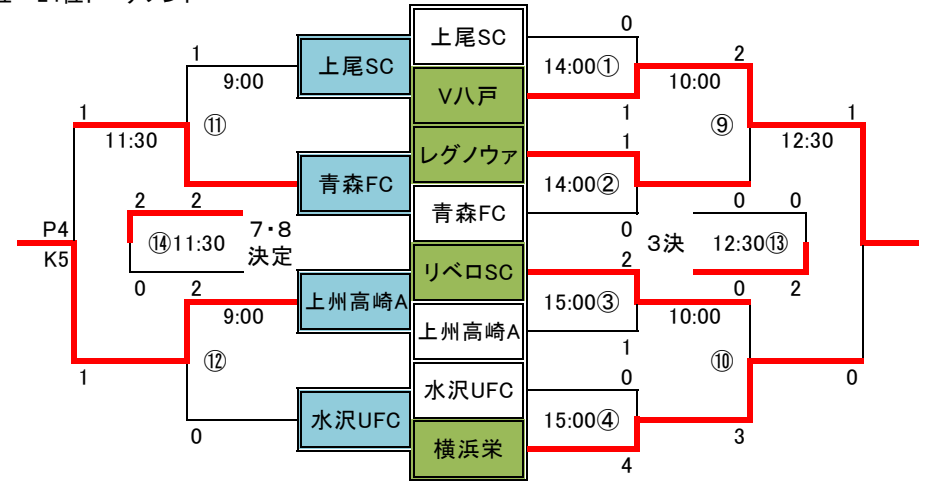 上尾SC
0
1
上尾SC
14:00①
2
9:00
V八戸
10:00
1
1
1
⑪
レグノウァ
1
⑨
11:30
12:30
青森FC
14:00②
2
2
青森FC
0
0
P4
⑭11:30
7・8
決定
0
3決
12:30⑬
K5
リベロSC
2
0
2
上州高崎A
0
2
9:00
15:00③
10:00
上州高崎A
⑫
1
⑩
1
水沢UFC
0
0
水沢UFC
15:00④
0
横浜栄
3
4